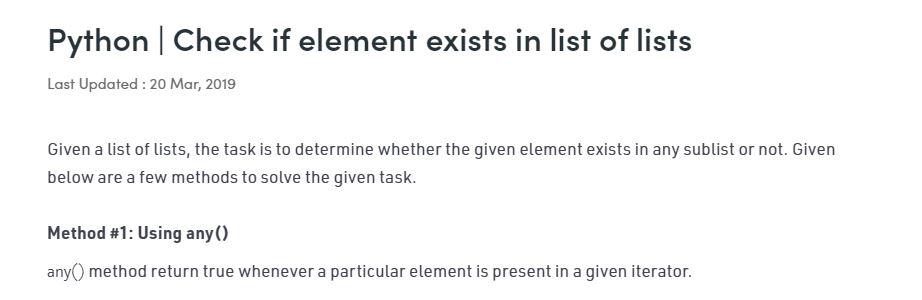 Python | Check if element exists in list of lists
Last Updated : 20 Mar, 2019
Given a list of lists, the task is to determine whether the given element exists in any sublist or not. Given
below are a few methods to solve the given task.
Method #1: Using any()
any() method return true whenever a particular element is present in a given iterator.